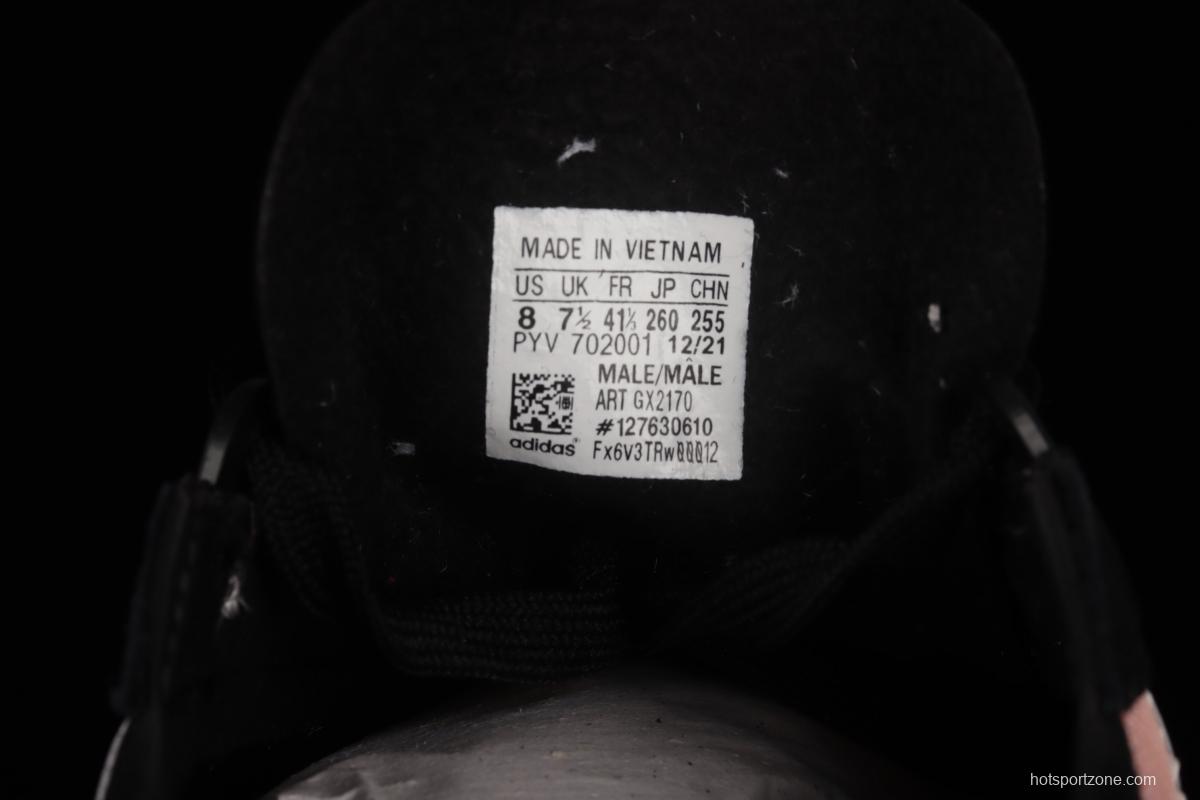 MADE IN VIETNAM
US UK FR JP CHN
8 7½ 41⅓ 260 255
PYV 702001 12/21
MALE/MÂLE
ART GX2170
#127630610
adidas
Fx6v3TRw00012
hotsportzone.com